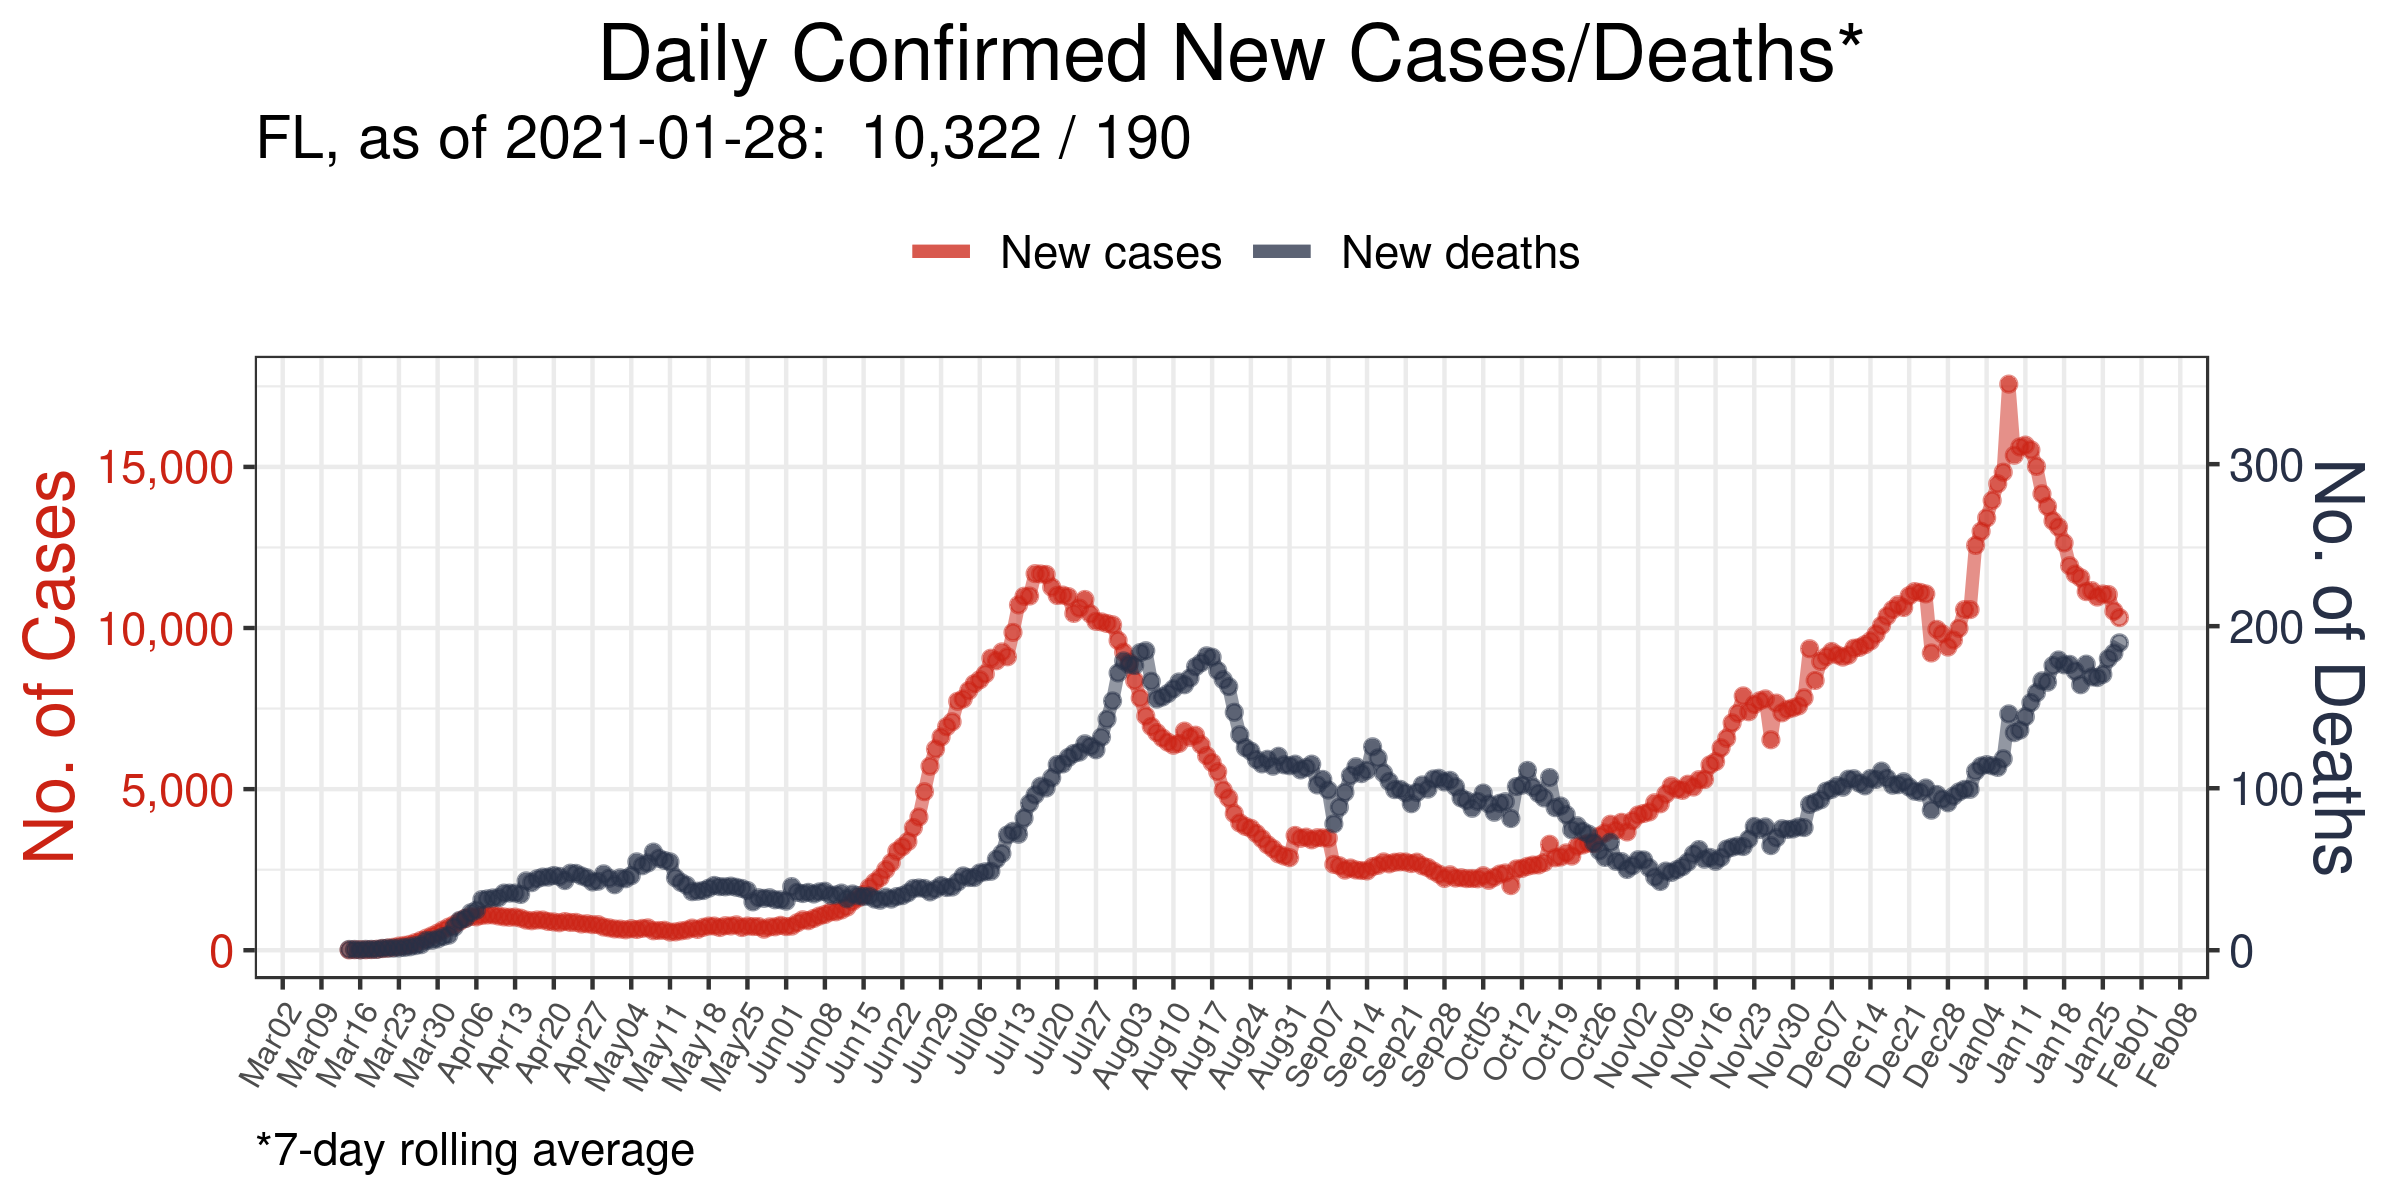 Daily Confirmed New Cases/Deaths*
FL, as of 2021-01-28:  10,322 / 190
New cases
New deaths
No. of Cases
15,000
10,000
5,000
0
300
200
100
0
No. of Deaths
Mar02
Mar09
Mar16
Mar23
Mar30
Apr06
Apr13
Apr20
Apr27
May04
May11
May18
May25
Jun01
Jun08
Jun15
Jun22
Jun29
Jul06
Jul13
Jul20
Jul27
Aug03
Aug10
Aug17
Aug24
Aug31
Sep07
Sep14
Sep21
Sep28
Oct05
Oct12
Oct19
Oct26
Nov02
Nov09
Nov16
Nov23
Nov30
Dec07
Dec14
Dec21
Dec28
Jan04
Jan11
Jan18
Jan25
Feb01
Feb08
*7-day rolling average